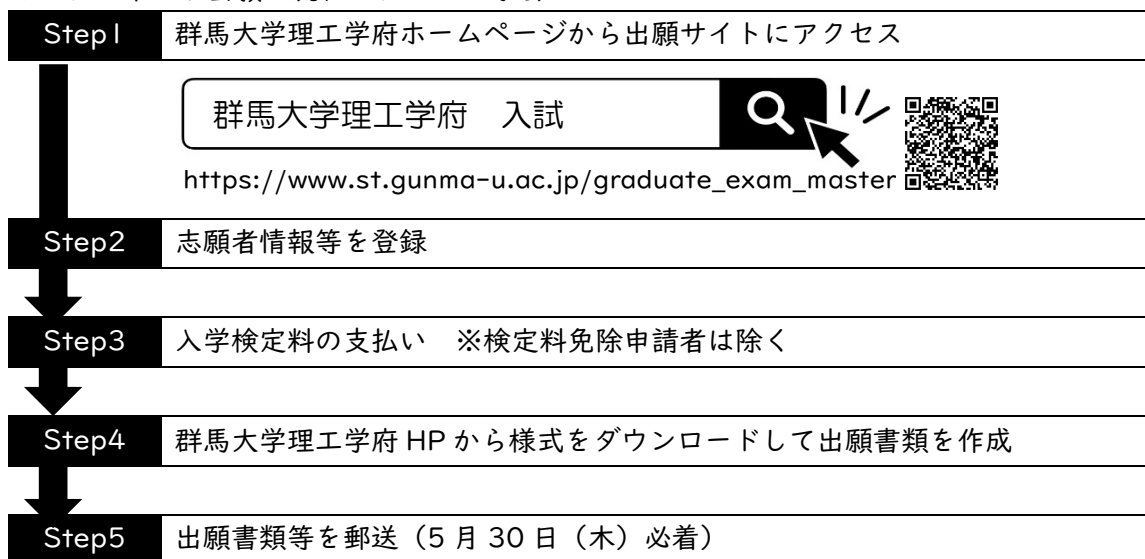 Step1 群馬大学理工学府ホームページから出願サイトにアクセス
群馬大学理工学府 入試
https://www.st.gunma-u.ac.jp/graduate_exam_master
Step2 志願者情報等を登録
Step3 入学検定料の支払い ※検定料免除申請者は除く
Step4 群馬大学理工学府 HP から様式をダウンロードして出願書類を作成
Step5 出願書類等を郵送（5 月 30 日（木）必着）